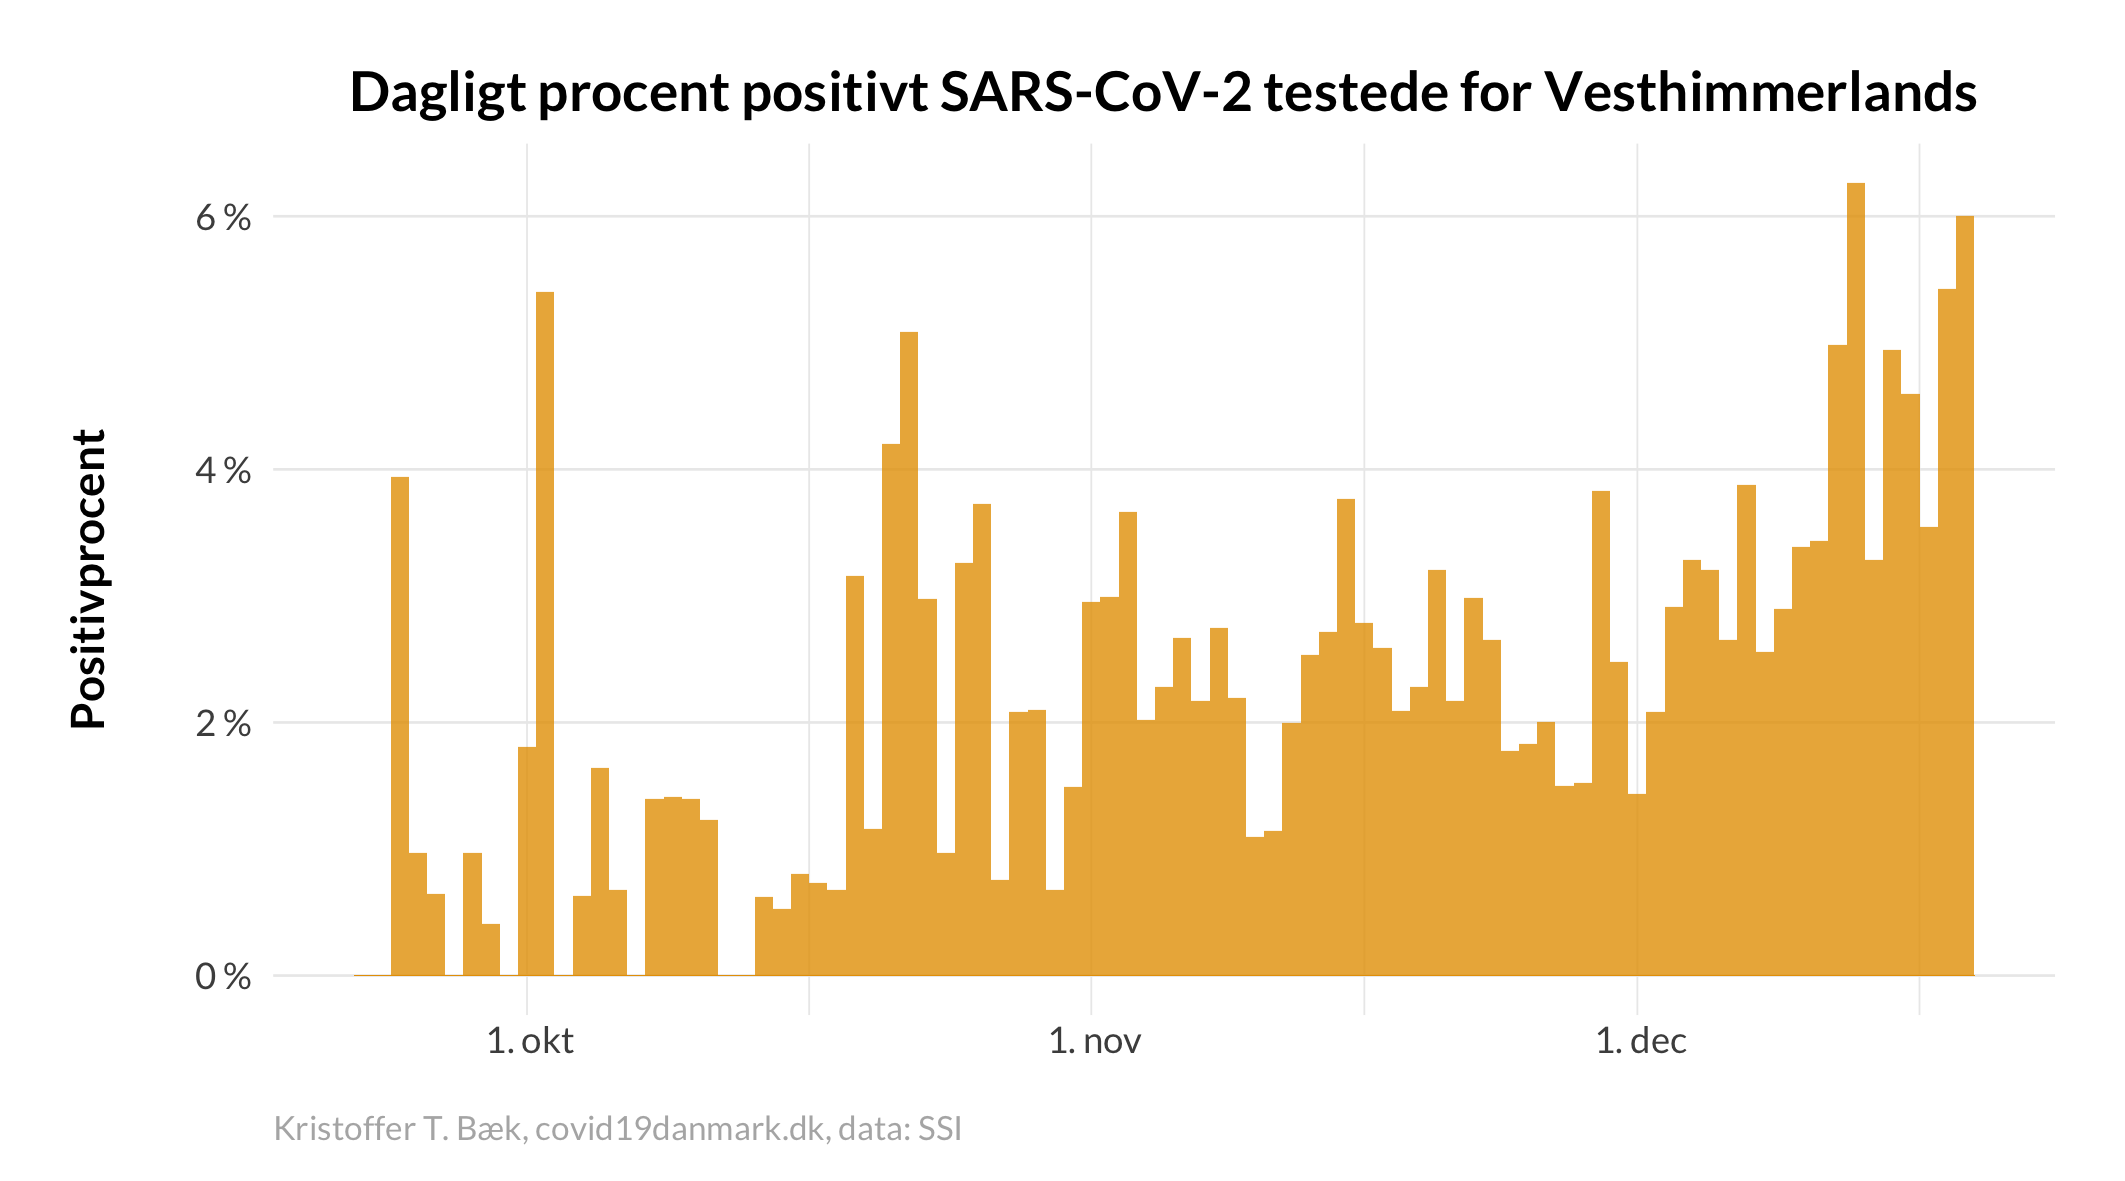 Dagligt procent positivt SARS-CoV-2 testede for Vesthimmerlands
Positivprocent
6 %
4 %
2 %
0 %
1. okt
1. nov
1. dec
Kristoffer T. Bæk, covid19danmark.dk, data: SSI